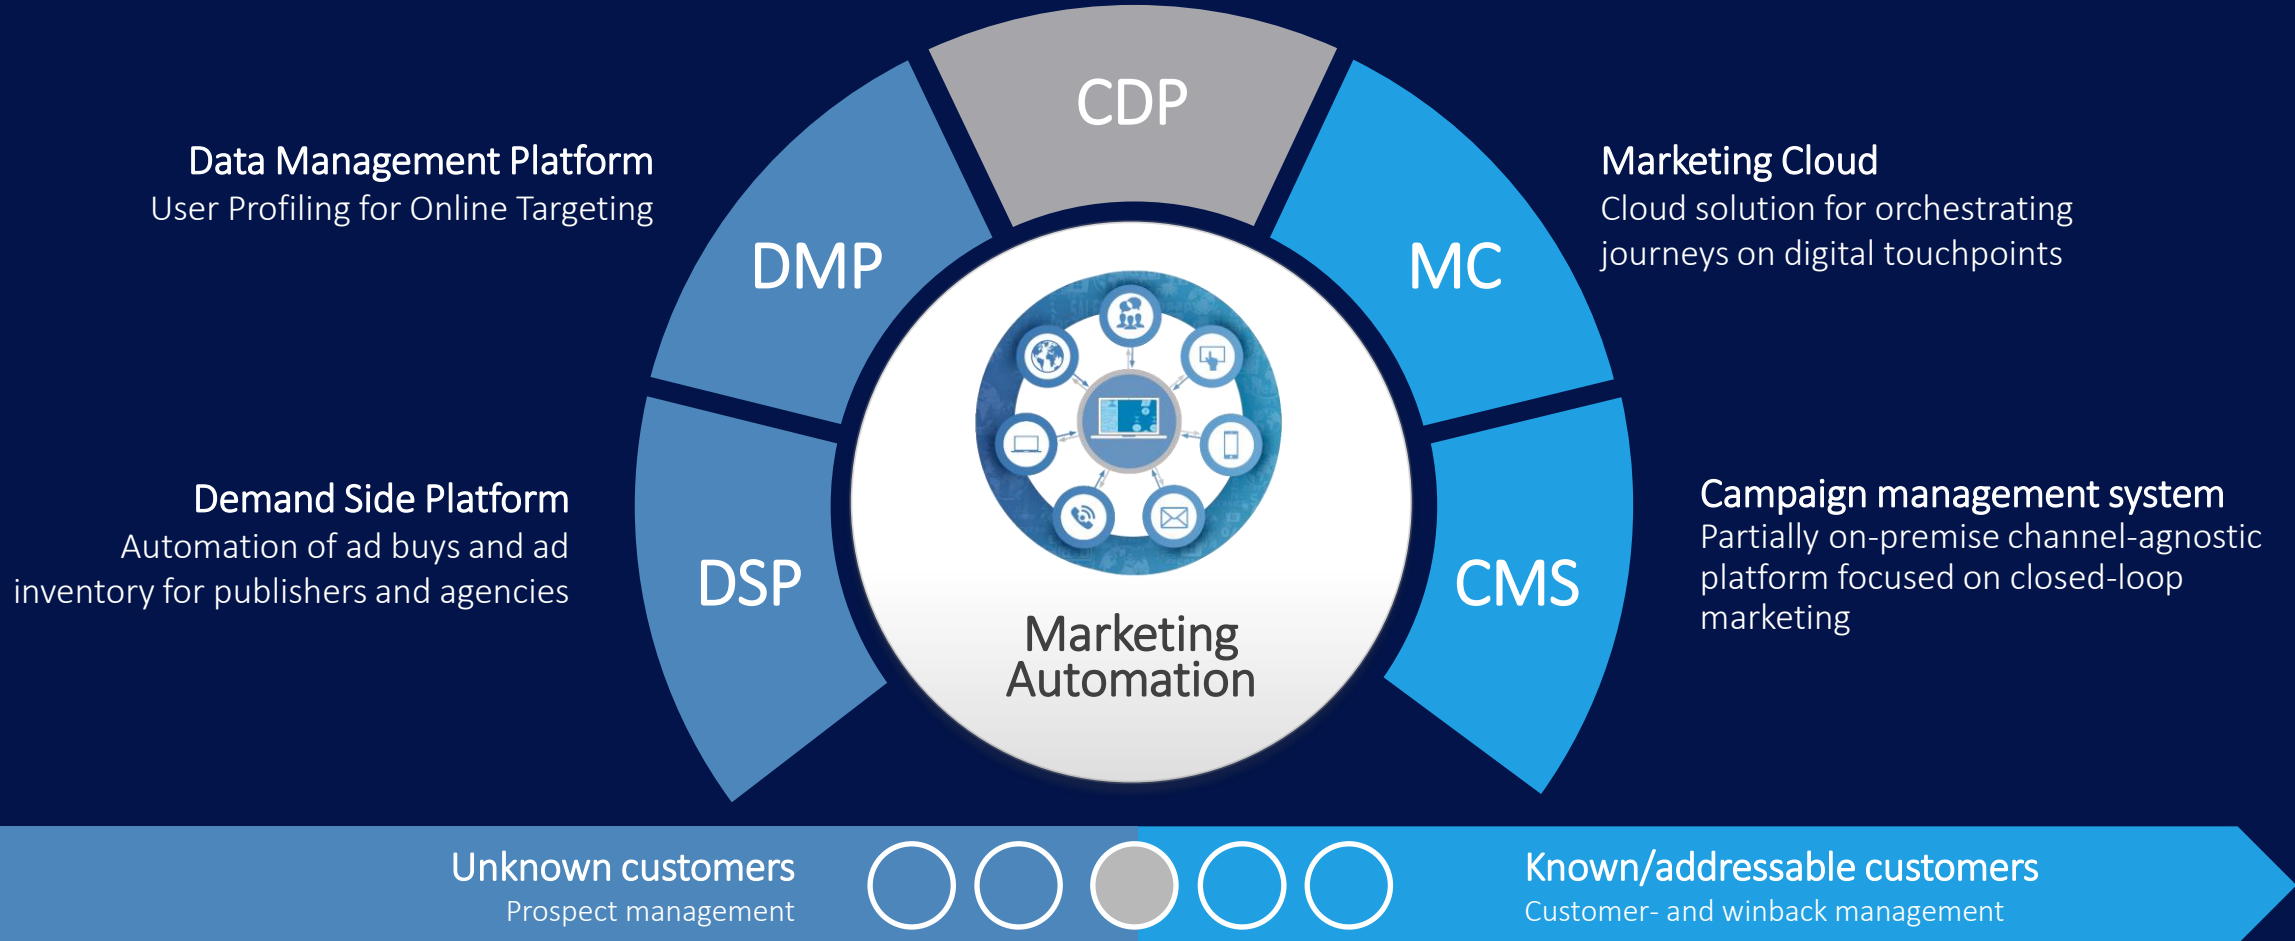 CDP
Data Management Platform
User Profiling for Online Targeting
DMP
MC
Marketing Cloud
Cloud solution for orchestrating
journeys on digital touchpoints
Demand Side Platform
Automation of ad buys and ad
inventory for publishers and agencies
DSP
Marketing
Automation
CMS
Campaign management system
Partially on-premise channel-agnostic
platform focused on closed-loop
marketing
Unknown customers
Prospect management
Known/addressable customers
Customer- and winback management